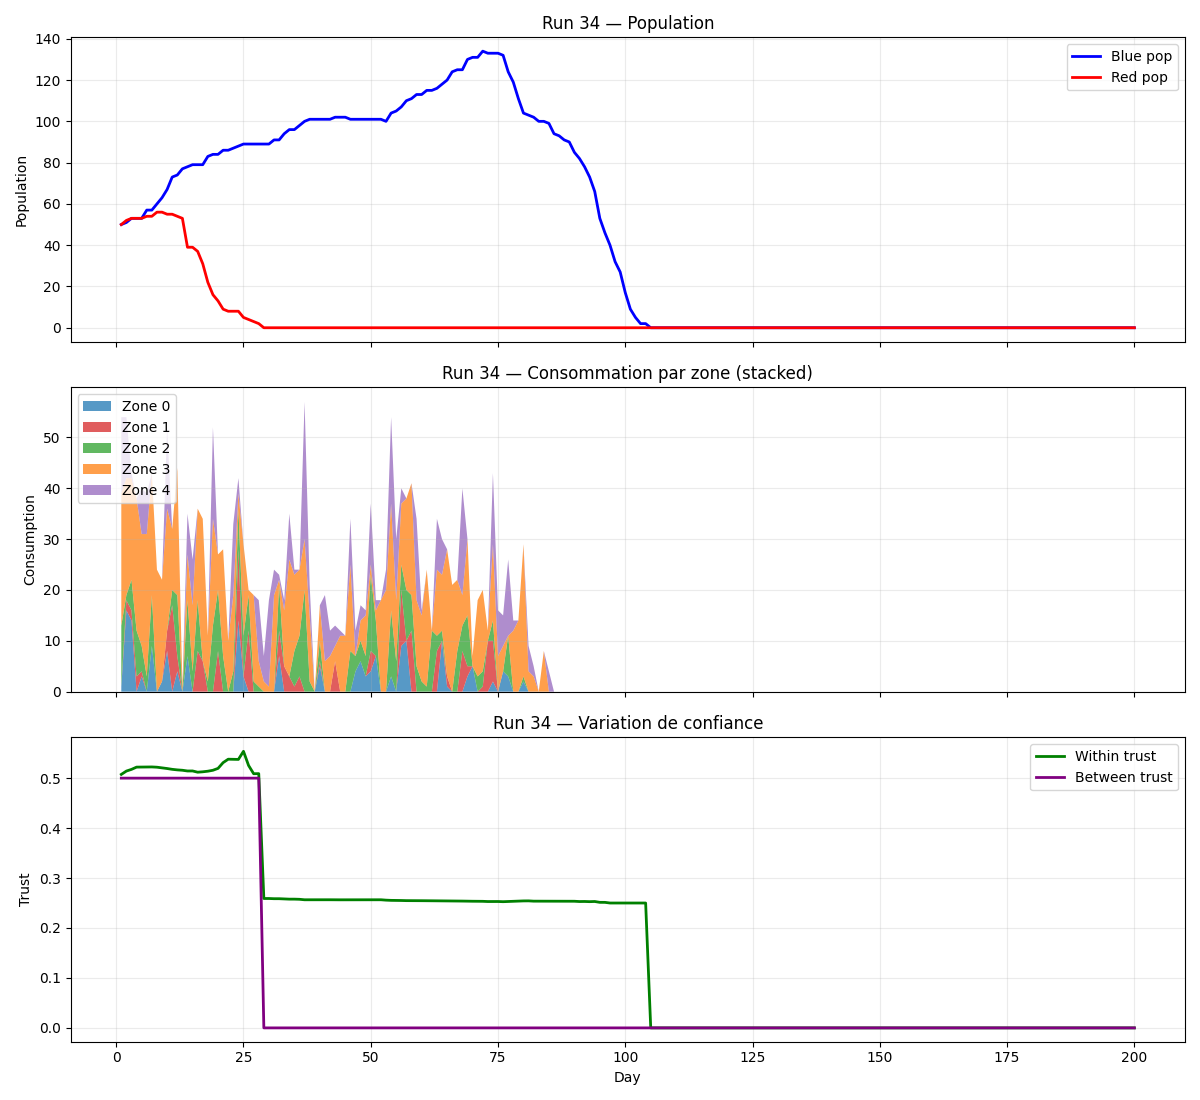 Run 34 — Population
140
120
100
80
60
40
20
0
Population
Blue pop
Red pop
Run 34 — Consommation par zone (stacked)
50
40
30
20
10
0
Consumption
Zone 0
Zone 1
Zone 2
Zone 3
Zone 4
Run 34 — Variation de confiance
0.5
0.4
0.3
0.2
0.1
0.0
Trust
Within trust
Between trust
0 25 50 75 100 125 150 175 200
Day